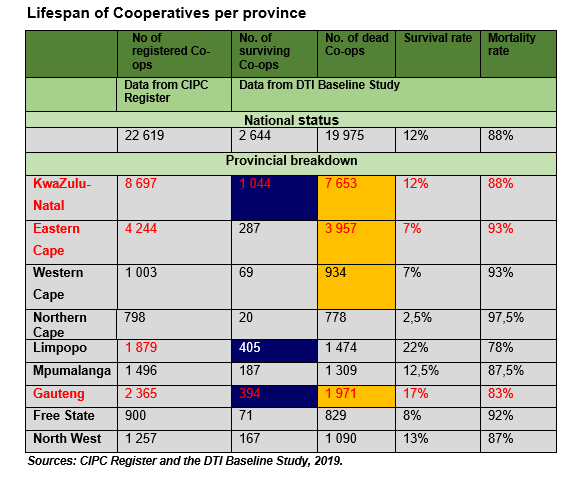 Lifespan of Cooperatives per province
No of registered Co-ops No. of surviving Co-ops No. of dead Co-ops Survival rate Mortality rate
Data from CIPC Register Data from DTI Baseline Study
National status
22 619 2 644 19 975 12% 88%
Provincial breakdown
KwaZulu-Natal 8 697 1 044 7 653 12% 88%
Eastern Cape 4 244 287 3 957 7% 93%
Western Cape 1 003 69 934 7% 93%
Northern Cape 798 20 778 2,5% 97,5%
Limpopo 1 879 405 1 474 22% 78%
Mpumalanga 1 496 187 1 309 12,5% 87,5%
Gauteng 2 365 394 1 971 17% 83%
Free State 900 71 829 8% 92%
North West 1 257 167 1 090 13% 87%
Sources: CIPC Register and the DTI Baseline Study, 2019.